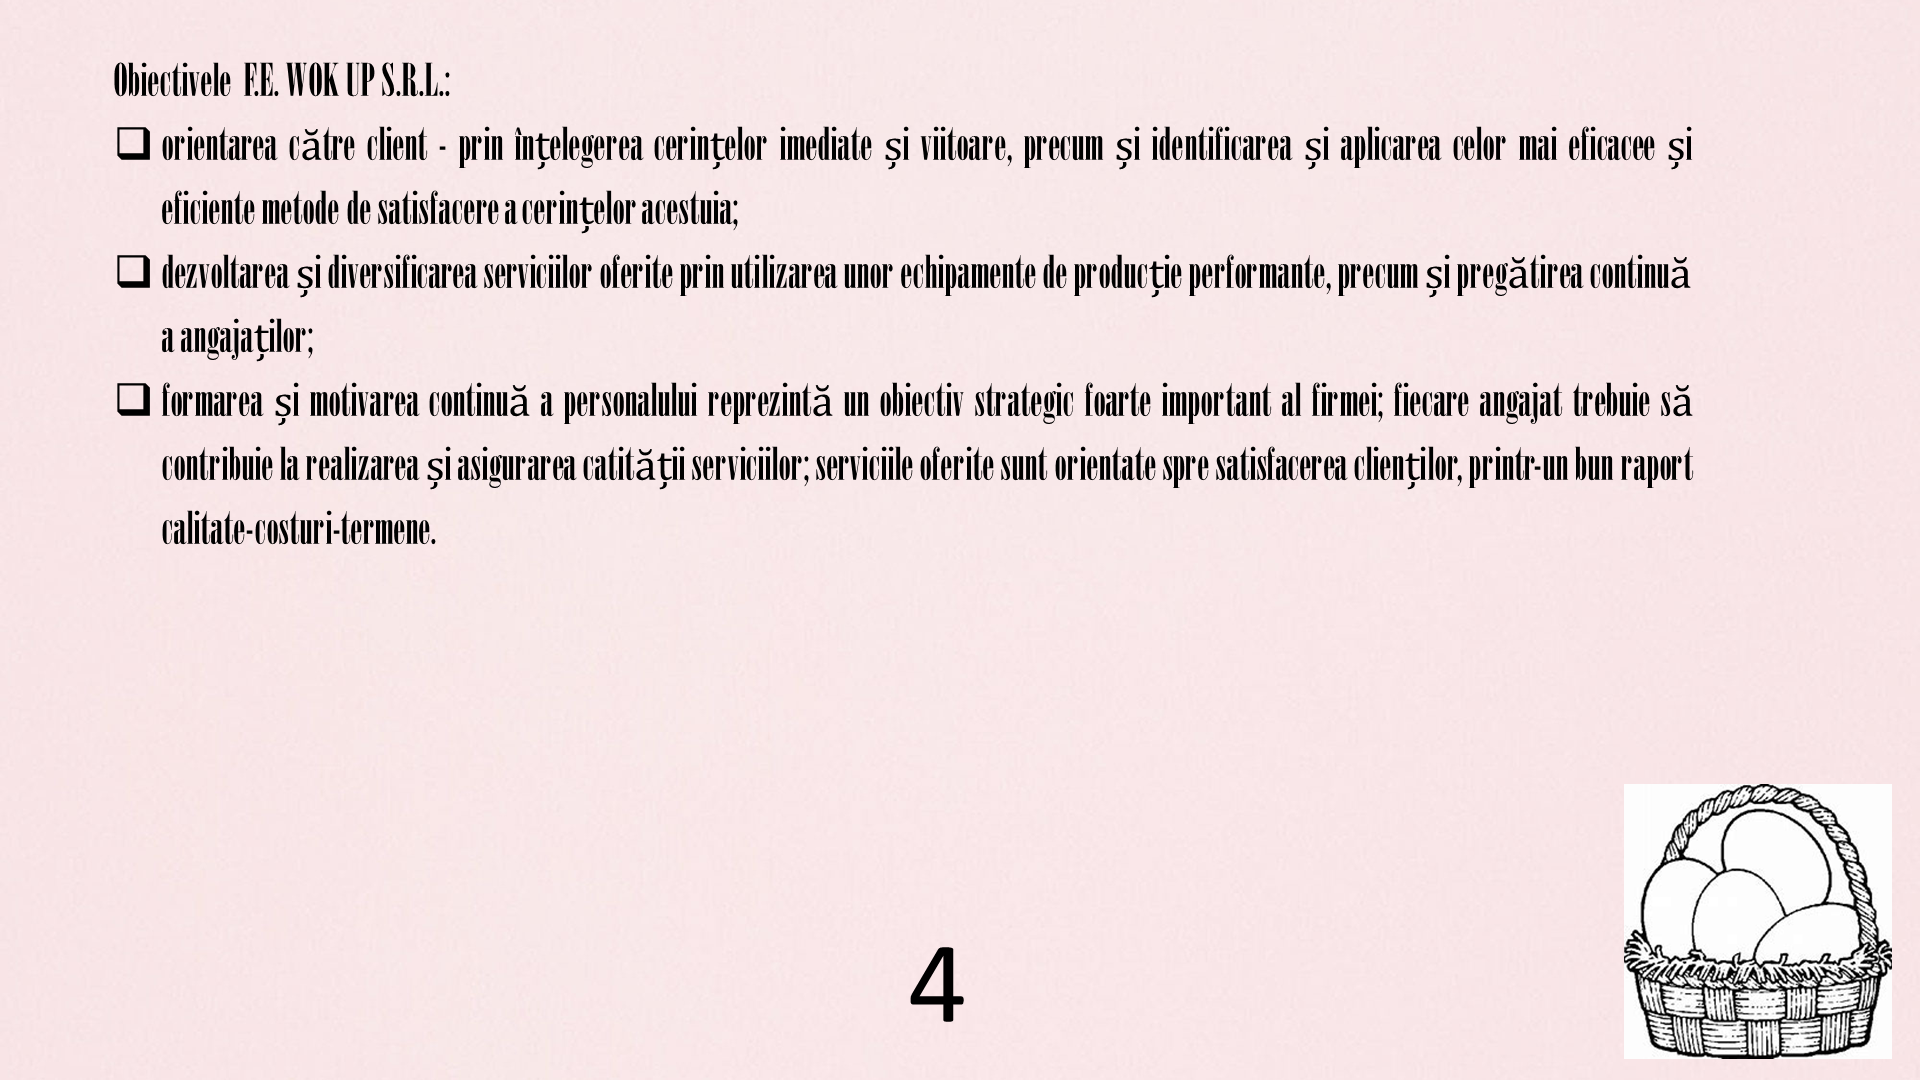 Obiectivele F.E. WOK UP S.R.L.:
❑ orientarea către client - prin înțelegerea cerințelor imediate și viitoare, precum și identificarea și aplicarea celor mai eficacee și
eficiente metode de satisfacere a cerințelor acestuia;
❑ dezvoltarea și diversificarea serviciilor oferite prin utilizarea unor echipamente de producție performante, precum și pregătirea continuă
a angajaților;
❑ formarea și motivarea continuă a personalului reprezintă un obiectiv strategic foarte important al firmei; fiecare angajat trebuie să
contribuie la realizarea și asigurarea catității serviciilor; serviciile oferite sunt orientate spre satisfacerea clienților, printr-un bun raport
calitate-costuri-termene.
4